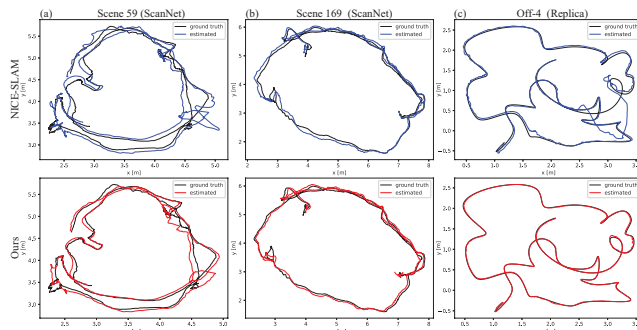 (a) Scene 59 (ScanNet) (b) Scene 169 (ScanNet) (c) Off-4 (Replica)
NICE-SLAM
ground truth
estimated
y [m]
5.5
5.0
4.5
4.0
3.5
3.0
2.5 3.0 3.5 4.0 4.5 5.0
x [m]
ground truth
estimated
y [m]
6
5
4
3
2
2 3 4 5 6 7 8
x [m]
ground truth
estimated
y [m]
2.5
2.0
1.5
1.0
0.5
0.0
−0.5
0.5 1.0 1.5 2.0 2.5 3.0
x [m]
Ours
ground truth
estimated
y [m]
5.5
5.0
4.5
4.0
3.5
3.0
2.5 3.0 3.5 4.0 4.5 5.0
ground truth
estimated
y [m]
6
5
4
3
2
2 3 4 5 6 7 8
ground truth
estimated
y [m]
2.5
2.0
1.5
1.0
0.5
0.0
−0.5
0.5 1.0 1.5 2.0 2.5 3.0